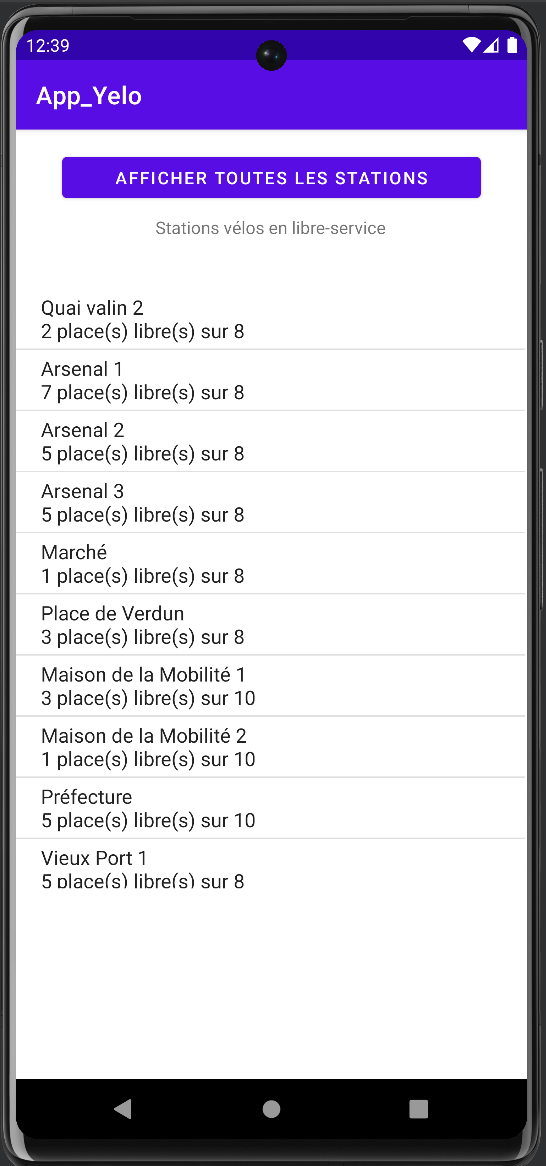 12:39
App_Yelo
AFFICHER TOUTES LES STATIONS
Stations vélos en libre-service
Quai valin 2
2 place(s) libre(s) sur 8
Arsenal 1
7 place(s) libre(s) sur 8
Arsenal 2
5 place(s) libre(s) sur 8
Arsenal 3
5 place(s) libre(s) sur 8
Marché
1 place(s) libre(s) sur 8
Place de Verdun
3 place(s) libre(s) sur 8
Maison de la Mobilité 1
3 place(s) libre(s) sur 10
Maison de la Mobilité 2
1 place(s) libre(s) sur 10
Préfecture
5 place(s) libre(s) sur 10
Vieux Port 1
5 place(s) libre(s) sur 8